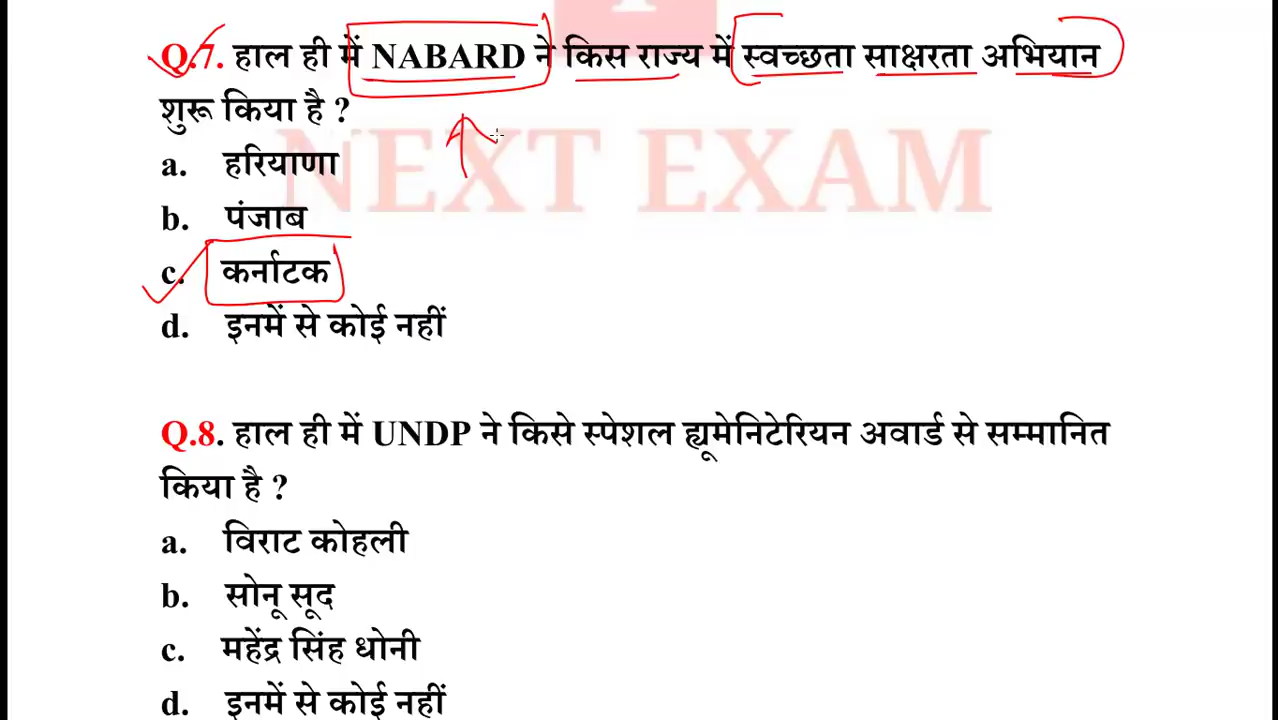 Q.7. हाल ही में NABARD ने किस राज्य में स्वच्छता साक्षरता अभियान
शुरू किया है ?
NEXT EXAM
a. हरियाणा
b. पंजाब
c. कर्नाटक
d. इनमें से कोई नहीं
Q.8. हाल ही में UNDP ने किसे स्पेशल ह्यूमेनिटेरियन अवार्ड से सम्मानित
किया है ?
a. विराट कोहली
b. सोनू सूद
c. महेंद्र सिंह धोनी
d. इनमें से कोई नहीं